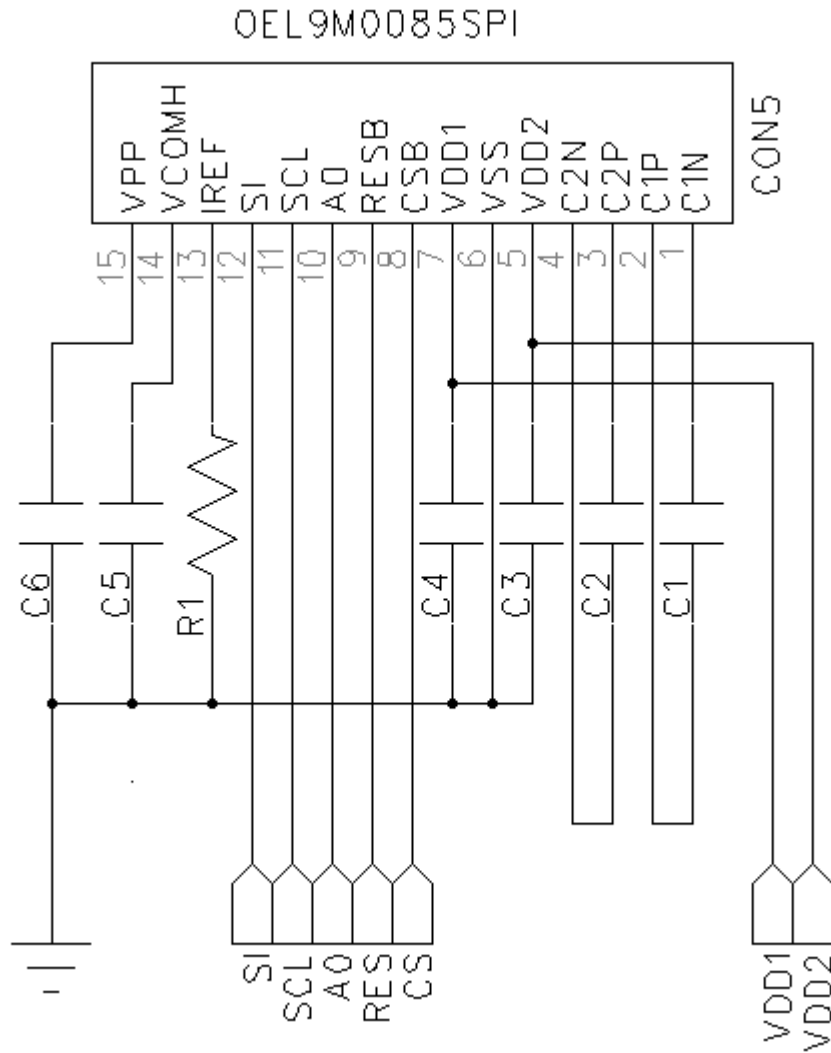 OEL9M0085SPI
CON5
VPP
VCOMH
IREF
SI
SCL
A0
RESB
CSB
VDD1
VSS
VDD2
C2N
C2P
C1P
C1N
15
14
13
12
11
10
9
8
7
6
5
4
3
2
1
C6
C5
R1
C4
C3
C2
C1
SI
SCL
A0
RES
CS
VDD1
VDD2